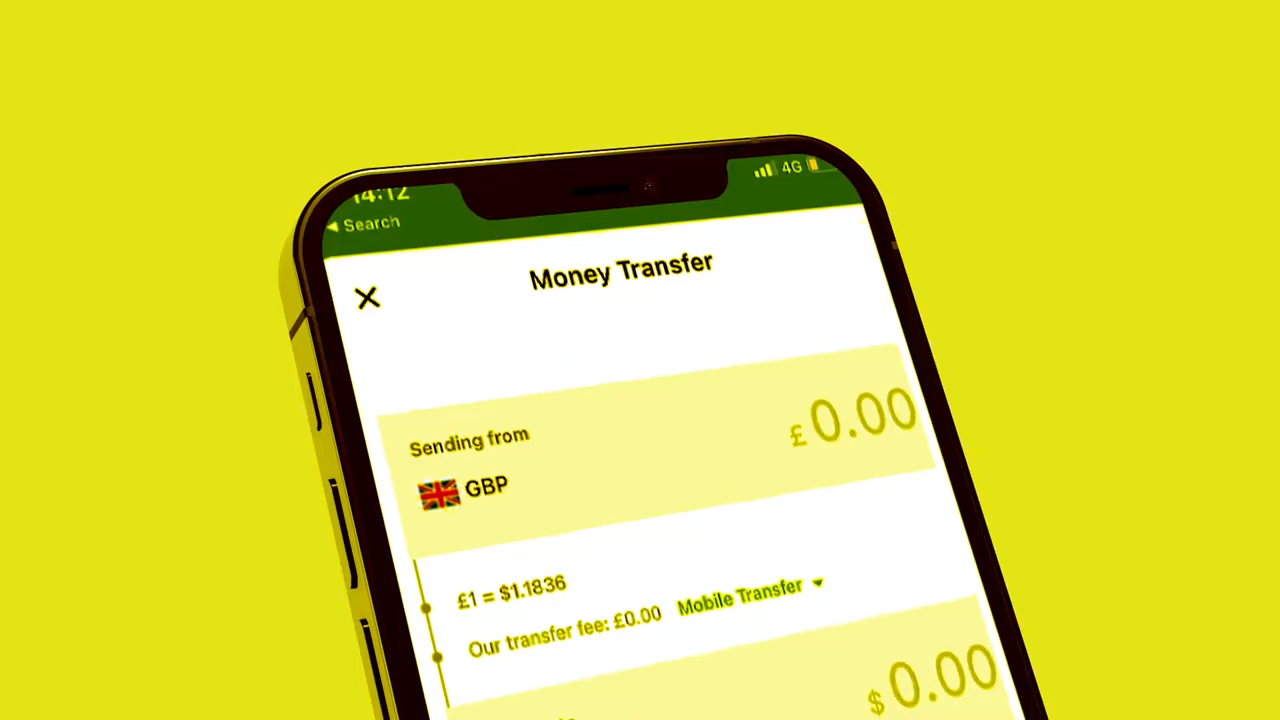 14:12
4G
◀ Search
Money Transfer
Sending from
£ 0.00
GBP
£1 = $1.1836
Our transfer fee: £0.00 Mobile Transfer
$ 0.00